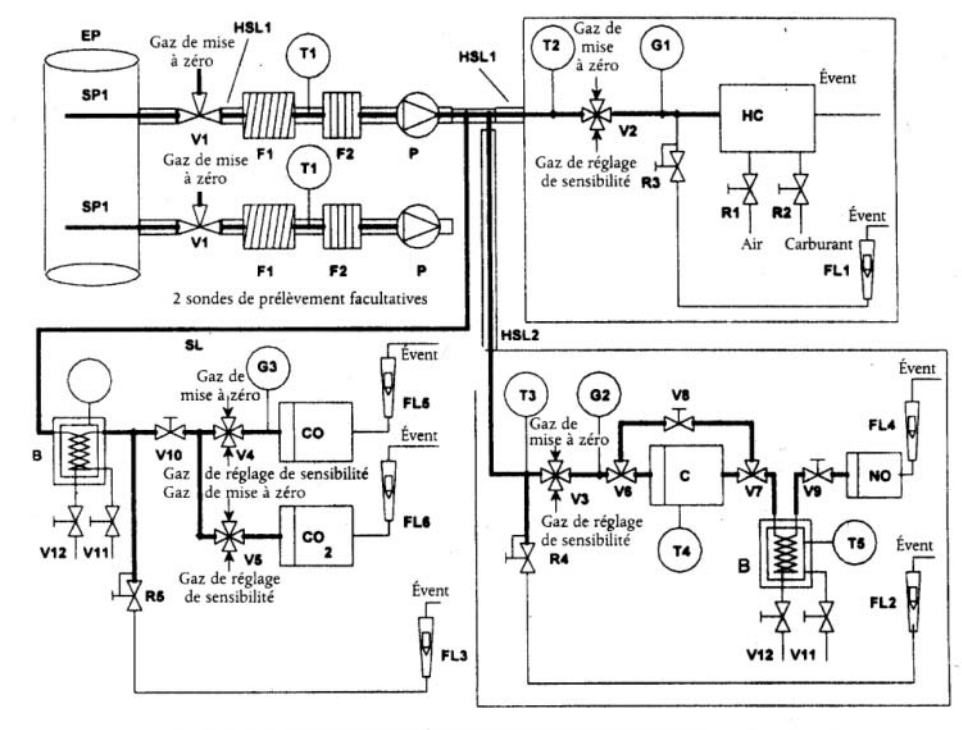 EP
Gaz de mise
à zéro
HSL1
T1
SP1
V1
F1
F2
P
HSL1
Gaz de mise
à zéro
T1
SP1
V1
F1
F2
P
2 sondes de prélèvement facultatives
T2
Gaz de
mise
à zéro
G1
Évent
HC
V2
Gaz de réglage
de sensibilité
R3
R1
R2
Air
Carburant
Évent
FL1
SL
HSL2
Gaz de
mise à zéro
G3
Évent
FL5
CO
B
V10
V4
Gaz de réglage de sensibilité
Gaz de mise à zéro
Évent
FL6
V12
V11
V5
CO
2
Gaz de réglage
de sensibilité
R5
Évent
FL3
T3
Gaz de
mise à zéro
G2
V8
Évent
FL4
V3
V6
C
V7
V9
NO
Gaz de réglage
de sensibilité
R4
T4
B
T5
Évent
FL2
V12
V11